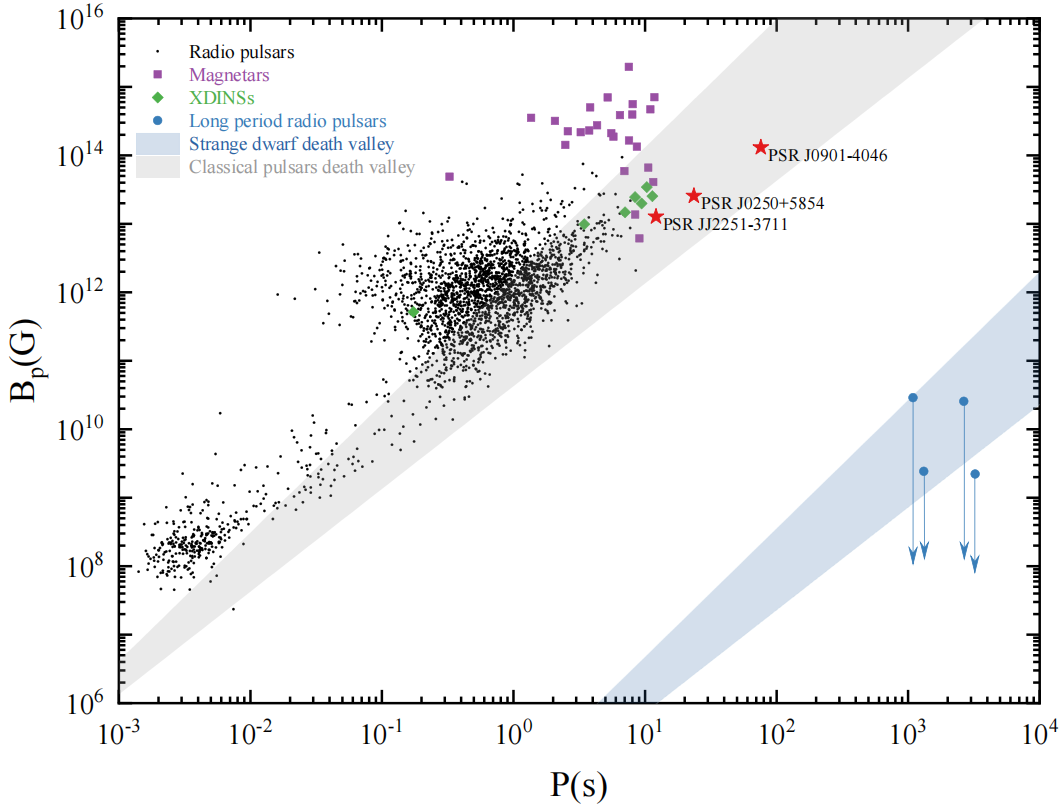 10^16
10^14
10^12
10^10
10^8
10^6
B_p(G)
Radio pulsars
Magnetars
XDINSs
Long period radio pulsars
Strange dwarf death valley
Classical pulsars death valley
PSR J0901-4046
PSR J0250+5854
PSR JJ2251-3711
10^-3
10^-2
10^-1
10^0
10^1
10^2
10^3
10^4
P(s)